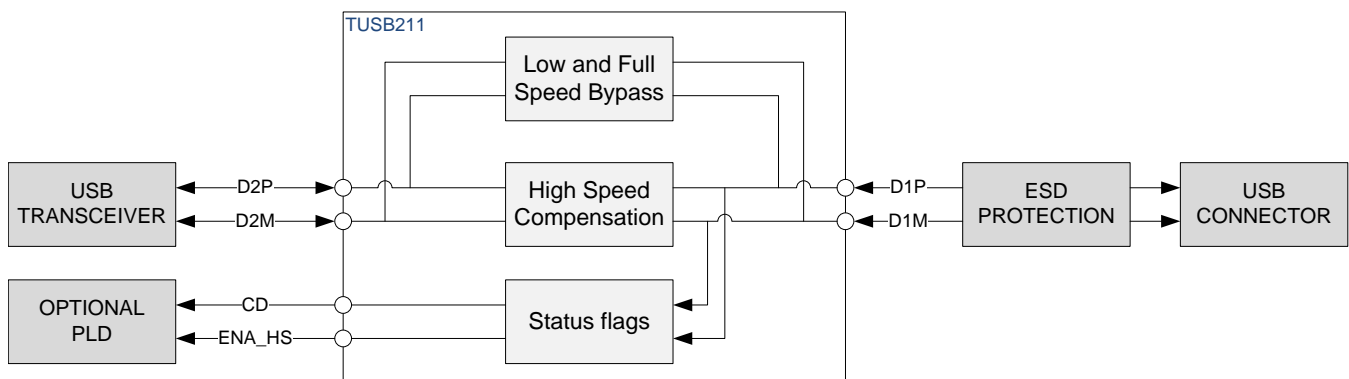 TUSB211
Low and Full
Speed Bypass
USB
TRANSCEIVER
D2P
D2M
High Speed
Compensation
D1P
D1M
ESD
PROTECTION
USB
CONNECTOR
OPTIONAL
PLD
CD
ENA_HS
Status flags